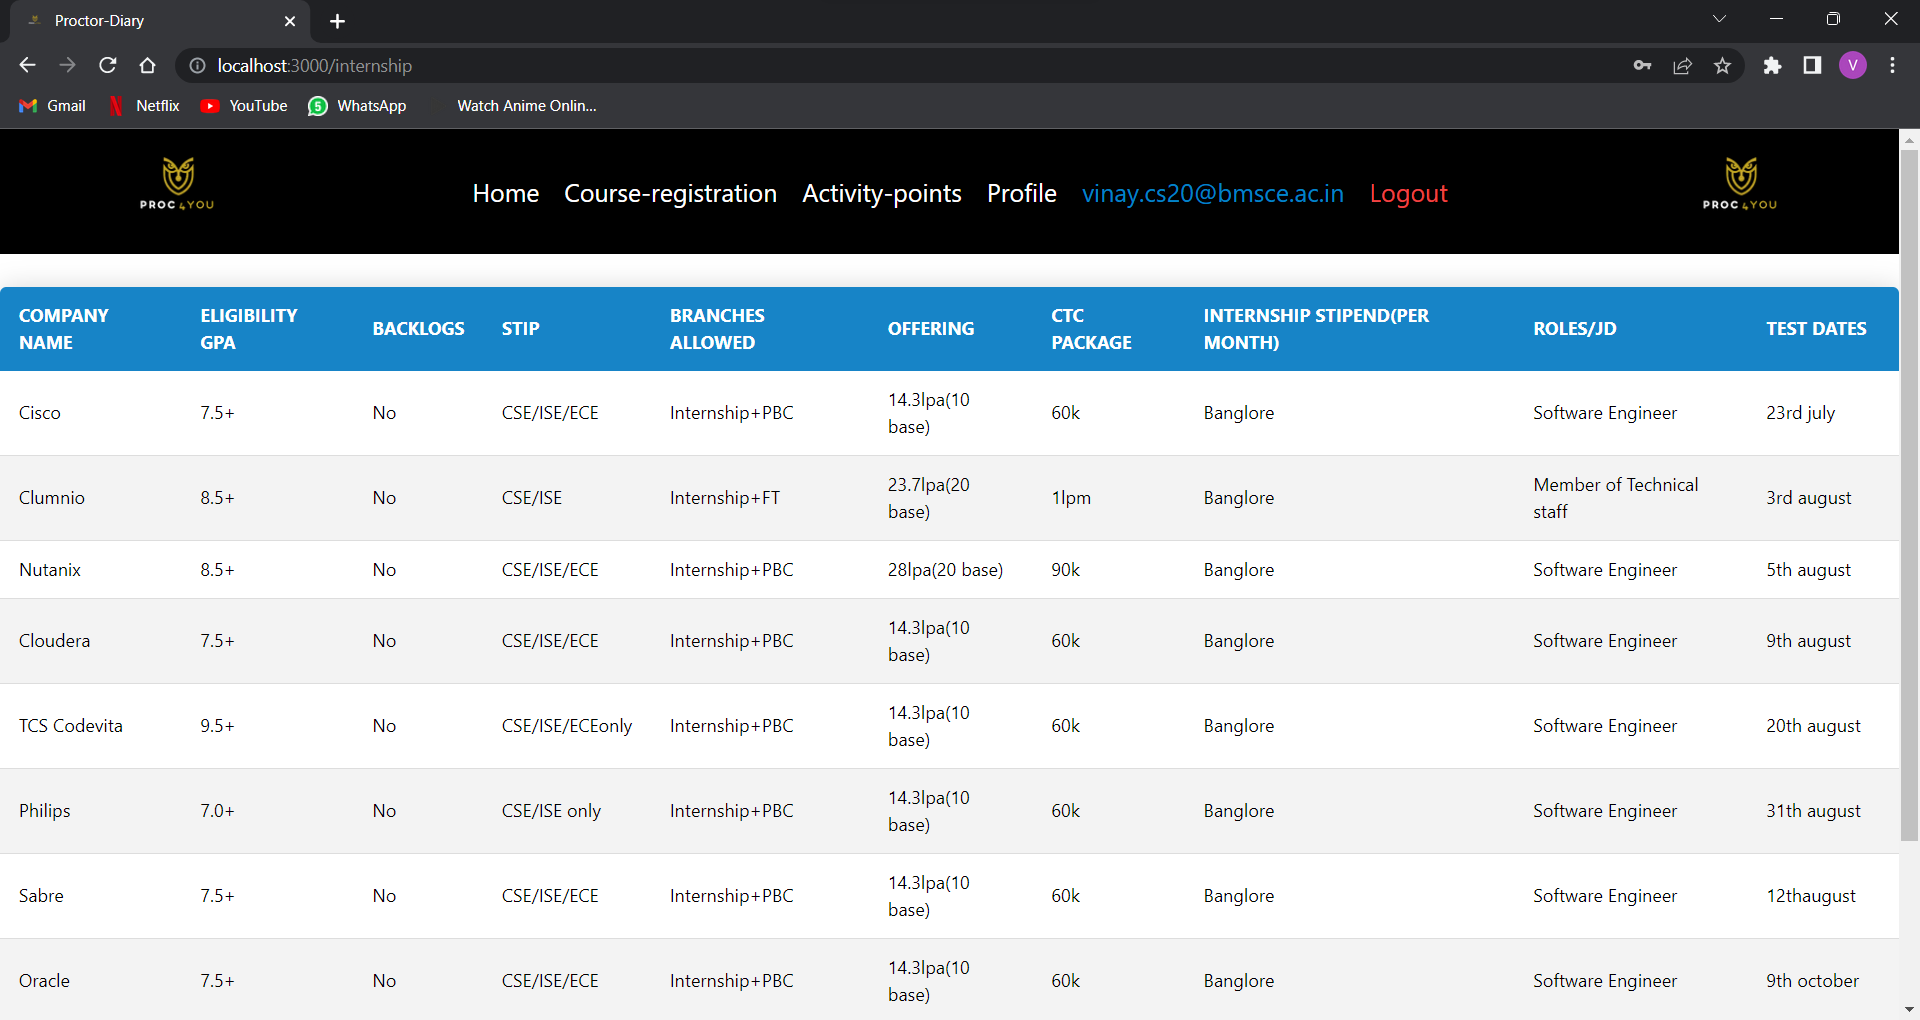 Proctor-Diary
localhost:3000/internship
V
Gmail Netflix YouTube 5 WhatsApp Watch Anime Onlin...
PROC 4YOU Home Course-registration Activity-points Profile vinay.cs20@bmsce.ac.in Logout PROC 4YOU
COMPANY NAME ELIGIBILITY GPA BACKLOGS STIP BRANCHES ALLOWED OFFERING CTC PACKAGE INTERNSHIP STIPEND(PER MONTH) ROLES/JD TEST DATES
Cisco 7.5+ No CSE/ISE/ECE Internship+PBC 14.3lpa(10 base) 60k Banglore Software Engineer 23rd july
Clumnio 8.5+ No CSE/ISE Internship+FT 23.7lpa(20 base) 1lpm Banglore Member of Technical staff 3rd august
Nutanix 8.5+ No CSE/ISE/ECE Internship+PBC 28lpa(20 base) 90k Banglore Software Engineer 5th august
Cloudera 7.5+ No CSE/ISE/ECE Internship+PBC 14.3lpa(10 base) 60k Banglore Software Engineer 9th august
TCS Codevita 9.5+ No CSE/ISE/ECEonly Internship+PBC 14.3lpa(10 base) 60k Banglore Software Engineer 20th august
Philips 7.0+ No CSE/ISE only Internship+PBC 14.3lpa(10 base) 60k Banglore Software Engineer 31th august
Sabre 7.5+ No CSE/ISE/ECE Internship+PBC 14.3lpa(10 base) 60k Banglore Software Engineer 12thaugust
Oracle 7.5+ No CSE/ISE/ECE Internship+PBC 14.3lpa(10 base) 60k Banglore Software Engineer 9th october